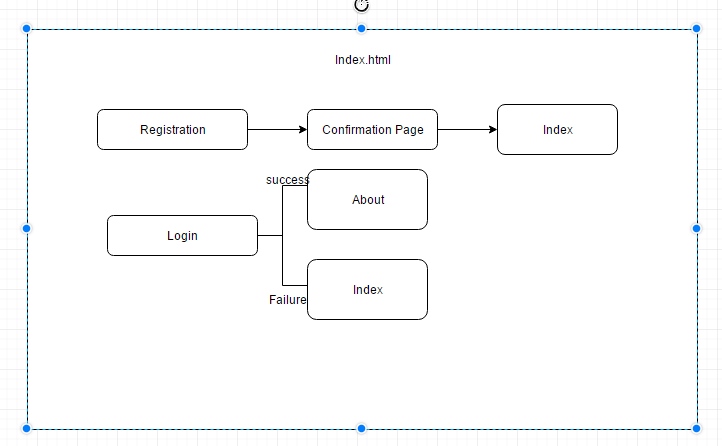 Index.html
Registration
Confirmation Page
Index
success
About
Login
Index
Failure